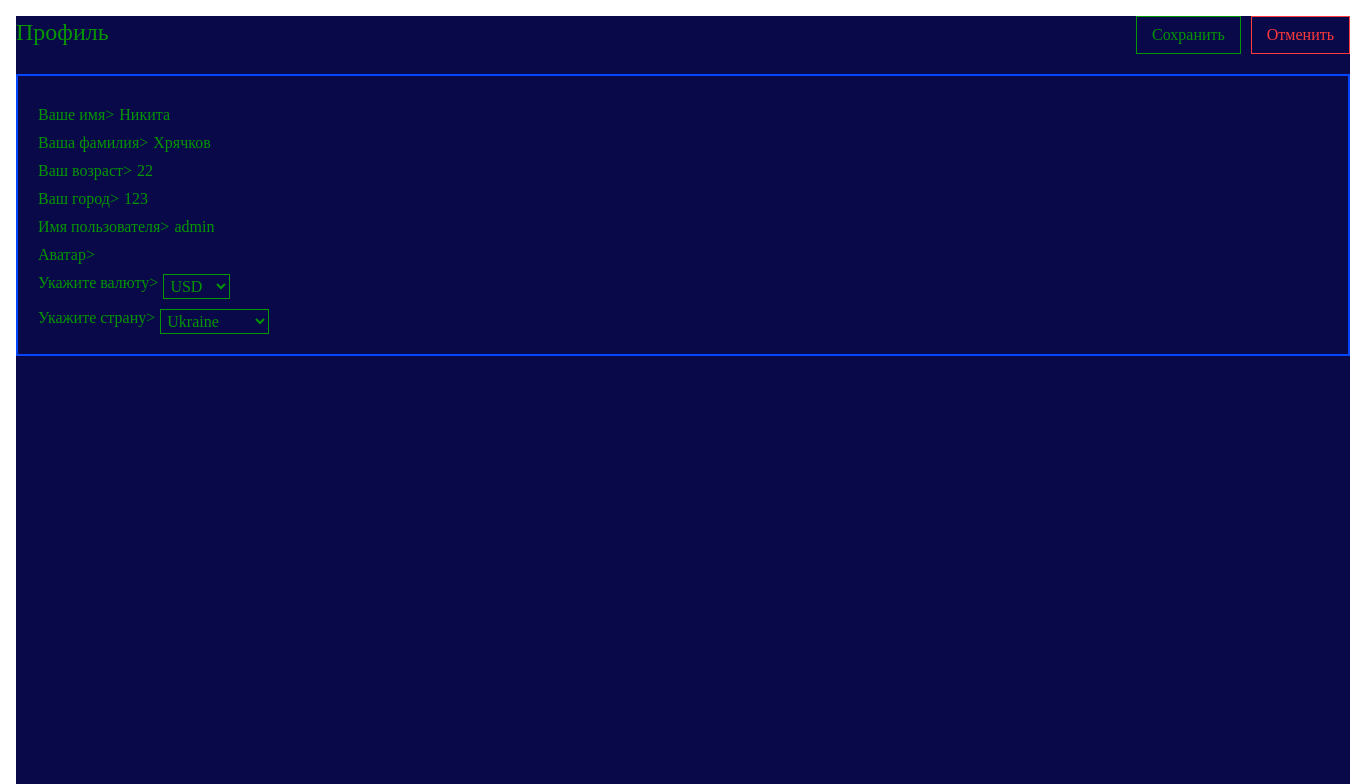 Профиль
Сохранить
Отменить
Ваше имя> Никита
Ваша фамилия> Хрячков
Ваш возраст> 22
Ваш город> 123
Имя пользователя> admin
Аватар>
Укажите валюту> USD
Укажите страну> Ukraine